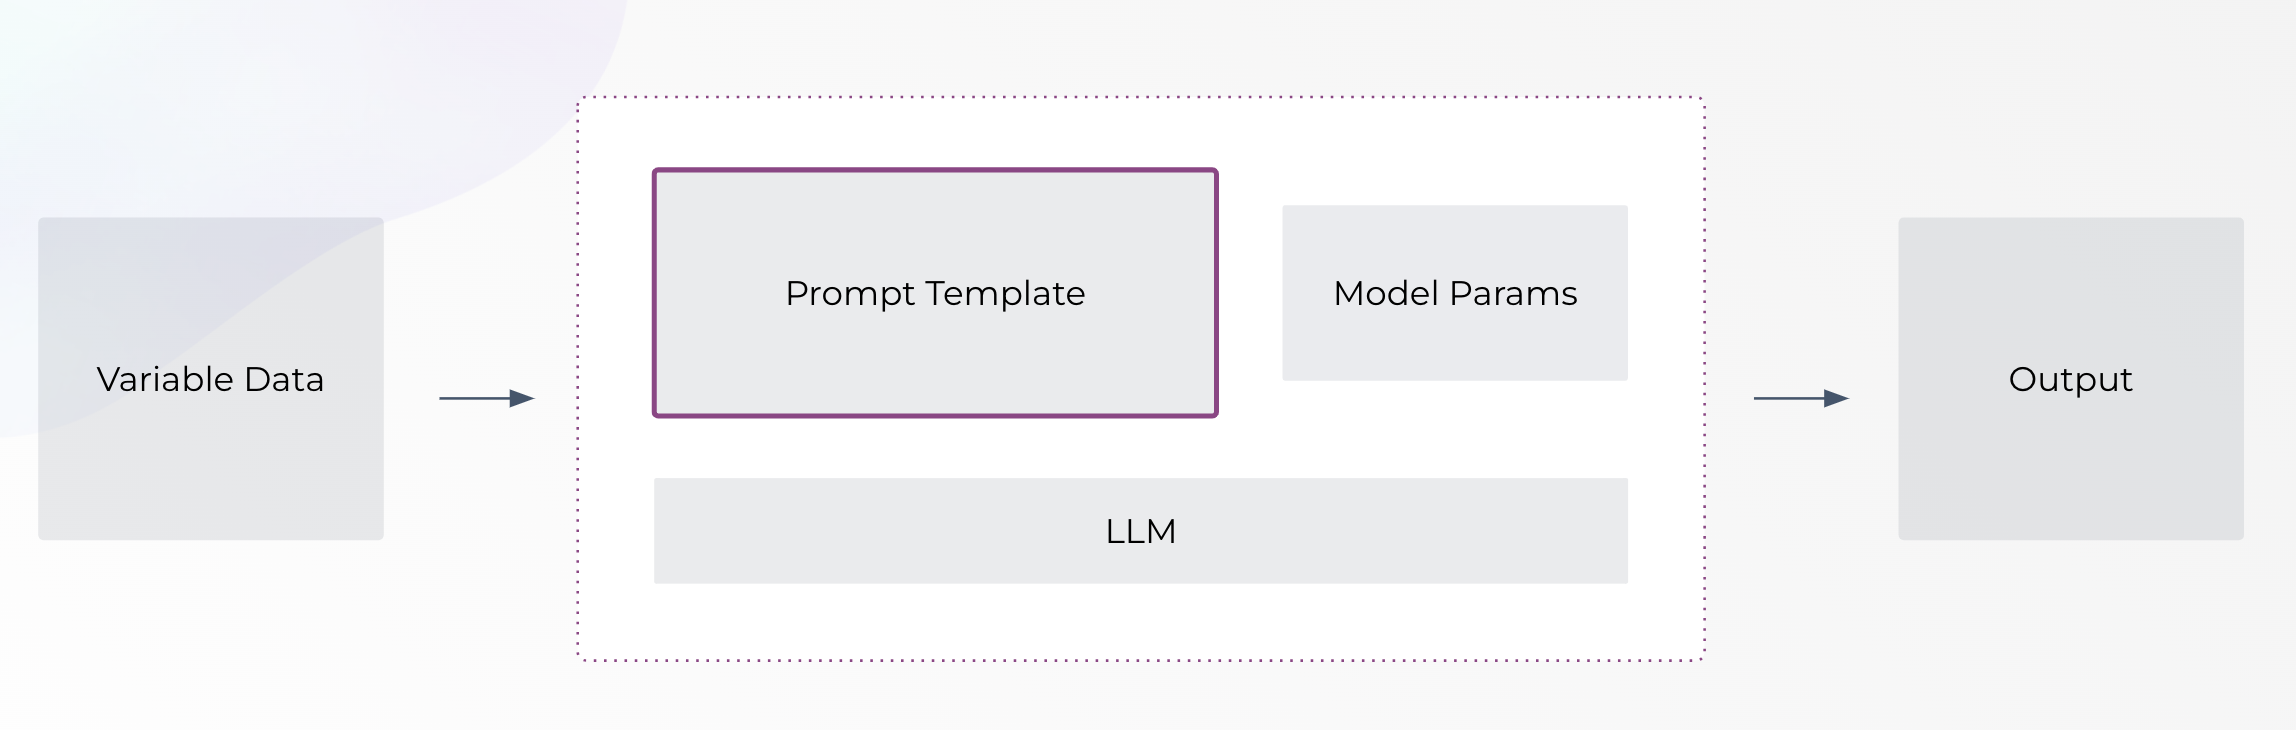 Variable Data
Prompt Template
Model Params
LLM
Output